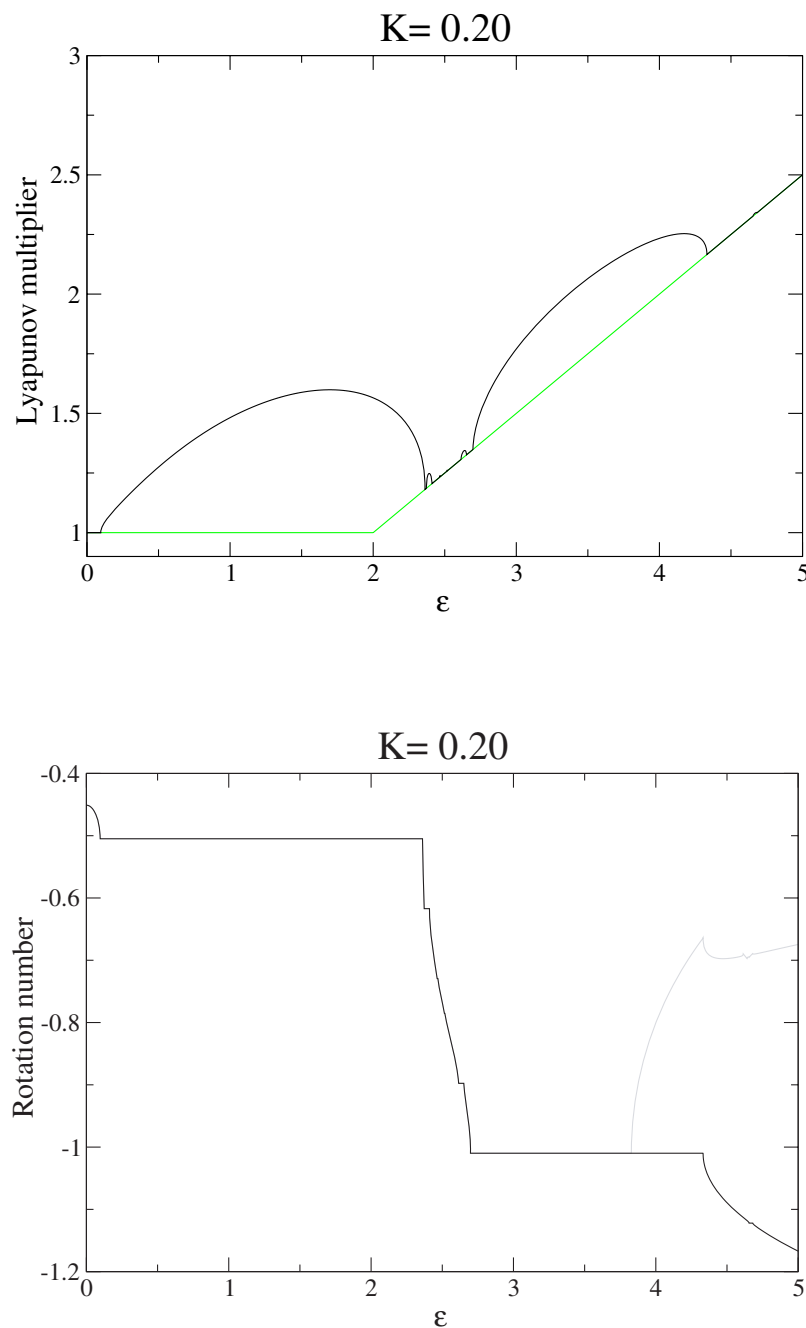 K= 0.20
3
2.5
2
1.5
1
Lyapunov multiplier
0 1 2 3 4 5
ε
K= 0.20
-0.4
-0.6
-0.8
-1
-1.2
Rotation number
0 1 2 3 4 5
ε